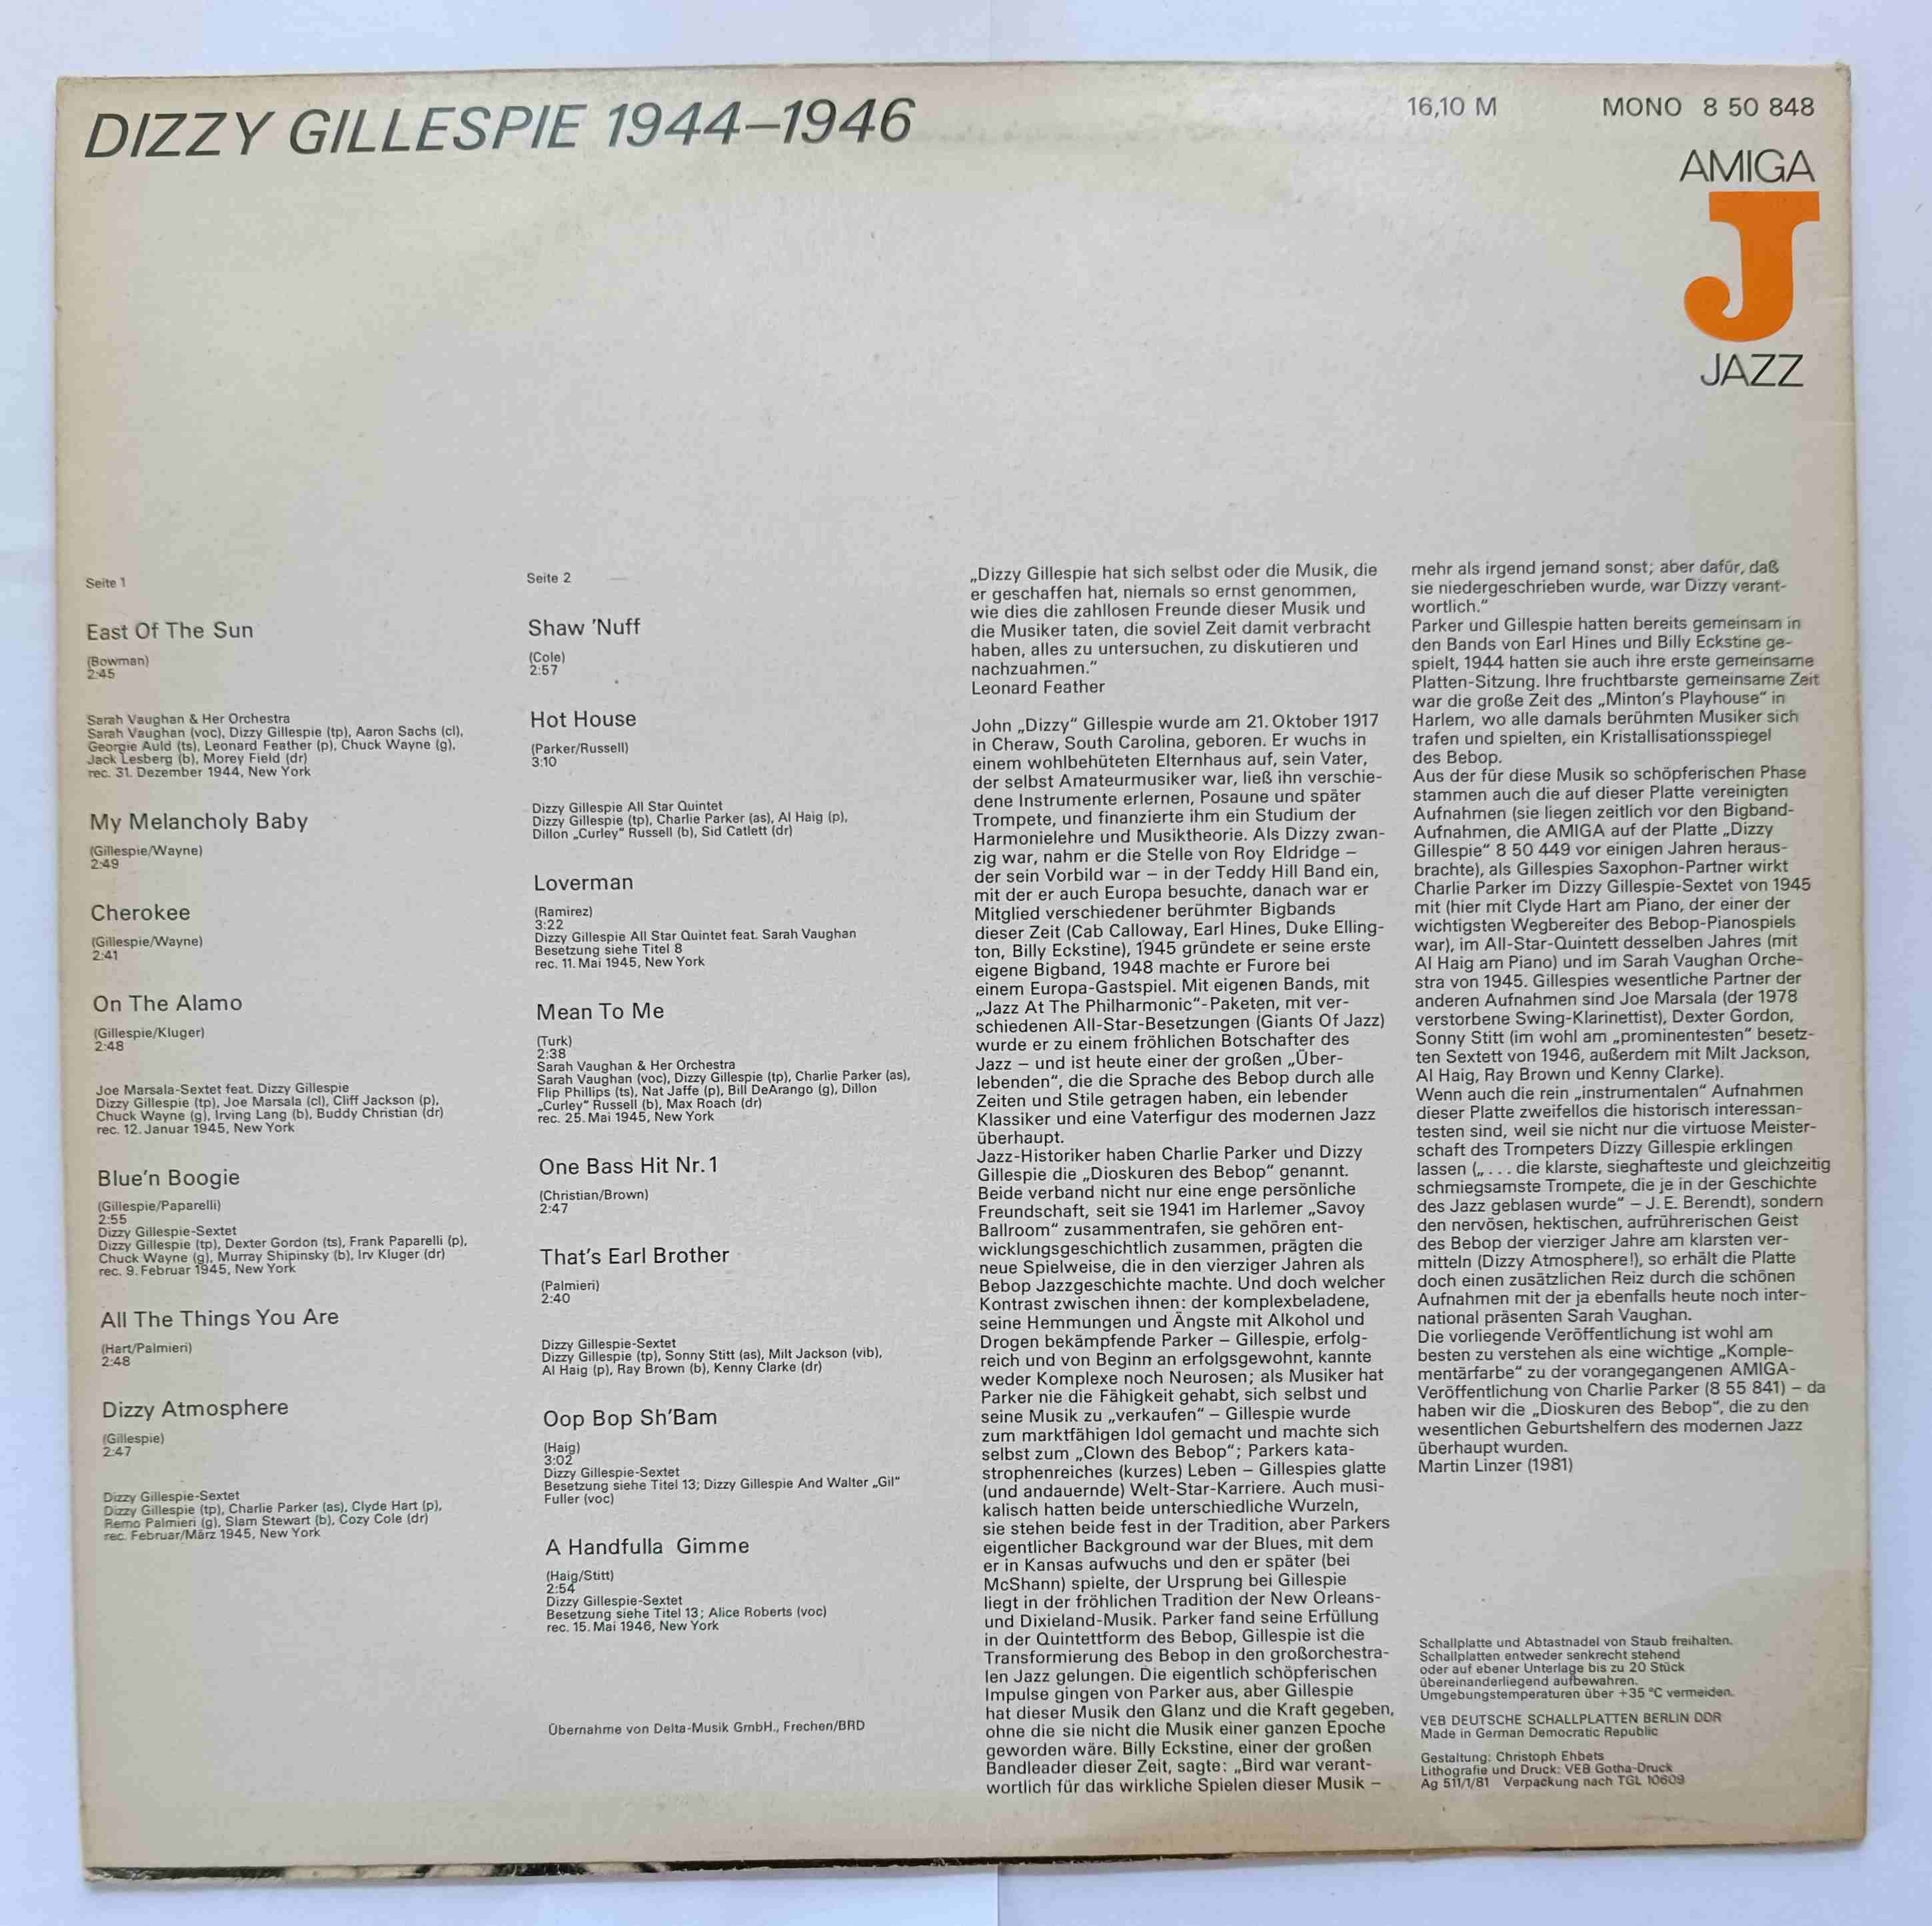 DIZZY GILLESPIE 1944–1946
16,10 M
MONO 8 50 848
AMIGA
J
JAZZ
Seite 1
East Of The Sun
(Bowman)
2:45
Sarah Vaughan & Her Orchestra
Sarah Vaughan (voc), Dizzy Gillespie (tp), Aaron Sachs (cl),
Georgie Auld (ts), Leonard Feather (p), Chuck Wayne (g),
Jack Lesberg (b), Morey Field (dr)
rec. 31. Dezember 1944, New York
My Melancholy Baby
(Gillespie/Wayne)
2:49
Cherokee
(Gillespie/Wayne)
2:41
On The Alamo
(Gillespie/Kluger)
2:48
Joe Marsala-Sextet feat. Dizzy Gillespie
Dizzy Gillespie (tp), Joe Marsala (cl), Cliff Jackson (p),
Chuck Wayne (g), Irving Lang (b), Buddy Christian (dr)
rec. 12. Januar 1945, New York
Blue'n Boogie
(Gillespie/Paparelli)
2:55
Dizzy Gillespie-Sextet
Dizzy Gillespie (tp), Dexter Gordon (ts), Frank Paparelli (p),
Chuck Wayne (g), Murray Shipinsky (b), Irv Kluger (dr)
rec. 9. Februar 1945, New York
All The Things You Are
(Hart/Palmieri)
2:48
Dizzy Atmosphere
(Gillespie)
2:47
Dizzy Gillespie-Sextet
Dizzy Gillespie (tp), Charlie Parker (as), Clyde Hart (p),
Remo Palmieri (g), Slam Stewart (b), Cozy Cole (dr)
rec. Februar/März 1945, New York
Seite 2
Shaw 'Nuff
(Cole)
2:57
Hot House
(Parker/Russell)
3:10
Dizzy Gillespie All Star Quintet
Dizzy Gillespie (tp), Charlie Parker (as), Al Haig (p),
Dillon „Curley" Russell (b), Sid Catlett (dr)
Loverman
(Ramirez)
3:22
Dizzy Gillespie All Star Quintet feat. Sarah Vaughan
Besetzung siehe Titel 8
rec. 11. Mai 1945, New York
Mean To Me
(Turk)
2:38
Sarah Vaughan & Her Orchestra
Sarah Vaughan (voc), Dizzy Gillespie (tp), Charlie Parker (as),
Flip Phillips (ts), Nat Jaffe (p), Bill DeArango (g), Dillon
„Curley" Russell (b), Max Roach (dr)
rec. 25. Mai 1945, New York
One Bass Hit Nr. 1
(Christian/Brown)
2:47
That's Earl Brother
(Palmieri)
2:40
Dizzy Gillespie-Sextet
Dizzy Gillespie (tp), Sonny Stitt (as), Milt Jackson (vib),
Al Haig (p), Ray Brown (b), Kenny Clarke (dr)
Oop Bop Sh'Bam
(Haig)
3:02
Dizzy Gillespie-Sextet
Besetzung siehe Titel 13; Dizzy Gillespie And Walter „Gil"
Fuller (voc)
A Handfulla Gimme
(Haig/Stitt)
2:54
Dizzy Gillespie-Sextet
Besetzung siehe Titel 13; Alice Roberts (voc)
rec. 15. Mai 1946, New York
Übernahme von Delta-Musik GmbH., Frechen/BRD
„Dizzy Gillespie hat sich selbst oder die Musik, die
er geschaffen hat, niemals so ernst genommen,
wie dies die zahllosen Freunde dieser Musik und
die Musiker taten, die soviel Zeit damit verbracht
haben, alles zu untersuchen, zu diskutieren und
nachzuahmen."
Leonard Feather
John „Dizzy" Gillespie wurde am 21. Oktober 1917
in Cheraw, South Carolina, geboren. Er wuchs in
einem wohlbehüteten Elternhaus auf, sein Vater,
der selbst Amateurmusiker war, ließ ihn verschie-
dene Instrumente erlernen, Posaune und später
Trompete, und finanzierte ihm ein Studium der
Harmonielehre und Musiktheorie. Als Dizzy zwan-
zig war, nahm er die Stelle von Roy Eldridge –
der sein Vorbild war – in der Teddy Hill Band ein,
mit der er auch Europa besuchte, danach war er
Mitglied verschiedener berühmter Bigbands
dieser Zeit (Cab Calloway, Earl Hines, Duke Elling-
ton, Billy Eckstine), 1945 gründete er seine erste
eigene Bigband, 1948 machte er Furore bei
einem Europa-Gastspiel. Mit eigenen Bands, mit
„Jazz At The Philharmonic"-Paketen, mit ver-
schiedenen All-Star-Besetzungen (Giants Of Jazz)
wurde er zu einem fröhlichen Botschafter des
Jazz – und ist heute einer der großen „Über-
lebenden", die die Sprache des Bebop durch alle
Zeiten und Stile getragen haben, ein lebender
Klassiker und eine Vaterfigur des modernen Jazz
überhaupt.
Jazz-Historiker haben Charlie Parker und Dizzy
Gillespie die „Dioskuren des Bebop" genannt.
Beide verband nicht nur eine enge persönliche
Freundschaft, seit sie 1941 im Harlemer „Savoy
Ballroom" zusammentrafen, sie gehören ent-
wicklungsgeschichtlich zusammen, prägten die
neue Spielweise, die in den vierziger Jahren als
Bebop Jazzgeschichte machte. Und doch welcher
Kontrast zwischen ihnen: der komplexbeladene,
seine Hemmungen und Ängste mit Alkohol und
Drogen bekämpfende Parker – Gillespie, erfolg-
reich und von Beginn an erfolgsgewohnt, kannte
weder Komplexe noch Neurosen; als Musiker hat
Parker nie die Fähigkeit gehabt, sich selbst und
seine Musik zu „verkaufen" – Gillespie wurde
zum marktfähigen Idol gemacht und machte sich
selbst zum „Clown des Bebop"; Parkers kata-
strophenreiches (kurzes) Leben – Gillespies glatte
(und andauernde) Welt-Star-Karriere. Auch musi-
kalisch hatten beide unterschiedliche Wurzeln,
sie stehen beide fest in der Tradition, aber Parkers
eigentlicher Background war der Blues, mit dem
er in Kansas aufwuchs und den er später (bei
McShann) spielte, der Ursprung bei Gillespie
liegt in der fröhlichen Tradition der New Orleans-
und Dixieland-Musik. Parker fand seine Erfüllung
in der Quintettform des Bebop, Gillespie ist die
Transformierung des Bebop in den großorchestra-
len Jazz gelungen. Die eigentlich schöpferischen
Impulse gingen von Parker aus, aber Gillespie
hat dieser Musik den Glanz und die Kraft gegeben,
ohne die sie nicht die Musik einer ganzen Epoche
geworden wäre. Billy Eckstine, einer der großen
Bandleader dieser Zeit, sagte: „Bird war verant-
wortlich für das wirkliche Spielen dieser Musik –
mehr als irgend jemand sonst; aber dafür, daß
sie niedergeschrieben wurde, war Dizzy verant-
wortlich."
Parker und Gillespie hatten bereits gemeinsam in
den Bands von Earl Hines und Billy Eckstine ge-
spielt, 1944 hatten sie auch ihre erste gemeinsame
Platten-Sitzung. Ihre fruchtbarste gemeinsame Zeit
war die große Zeit des „Minton's Playhouse" in
Harlem, wo alle damals berühmten Musiker sich
trafen und spielten, ein Kristallisationsspiegel
des Bebop.
Aus der für diese Musik so schöpferischen Phase
stammen auch die auf dieser Platte vereinigten
Aufnahmen (sie liegen zeitlich vor den Bigband-
Aufnahmen, die AMIGA auf der Platte „Dizzy
Gillespie" 8 50 449 vor einigen Jahren heraus-
brachte), als Gillespies Saxophon-Partner wirkt
Charlie Parker im Dizzy Gillespie-Sextet von 1945
mit (hier mit Clyde Hart am Piano, der einer der
wichtigsten Wegbereiter des Bebop-Pianospiels
war), im All-Star-Quintett desselben Jahres (mit
Al Haig am Piano) und im Sarah Vaughan Orche-
stra von 1945. Gillespies wesentliche Partner der
anderen Aufnahmen sind Joe Marsala (der 1978
verstorbene Swing-Klarinettist), Dexter Gordon,
Sonny Stitt (im wohl am „prominentesten" besetz-
ten Sextett von 1946, außerdem mit Milt Jackson,
Al Haig, Ray Brown und Kenny Clarke).
Wenn auch die rein „instrumentalen" Aufnahmen
dieser Platte zweifellos die historisch interessan-
testen sind, weil sie nicht nur die virtuose Meister-
schaft des Trompeters Dizzy Gillespie erklingen
lassen („. . . die klarste, sieghafteste und gleichzeitig
schmiegsamste Trompete, die je in der Geschichte
des Jazz geblasen wurde" – J. E. Berendt), sondern
den nervösen, hektischen, aufrührerischen Geist
des Bebop der vierziger Jahre am klarsten ver-
mitteln (Dizzy Atmosphere!), so erhält die Platte
doch einen zusätzlichen Reiz durch die schönen
Aufnahmen mit der ja ebenfalls heute noch inter-
national präsenten Sarah Vaughan.
Die vorliegende Veröffentlichung ist wohl am
besten zu verstehen als eine wichtige „Komple-
mentärfarbe" zu der vorangegangenen AMIGA-
Veröffentlichung von Charlie Parker (8 55 841) – da
haben wir die „Dioskuren des Bebop", die zu den
wesentlichen Geburtshelfern des modernen Jazz
überhaupt wurden.
Martin Linzer (1981)
Schallplatte und Abtastnadel von Staub freihalten.
Schallplatten entweder senkrecht stehend
oder auf ebener Unterlage bis zu 20 Stück
übereinanderliegend aufbewahren.
Umgebungstemperaturen über +35 °C vermeiden.
VEB DEUTSCHE SCHALLPLATTEN BERLIN DDR
Made in German Democratic Republic
Gestaltung: Christoph Ehbets
Lithografie und Druck: VEB Gotha-Druck
Ag 511/1/81 Verpackung nach TGL 10609